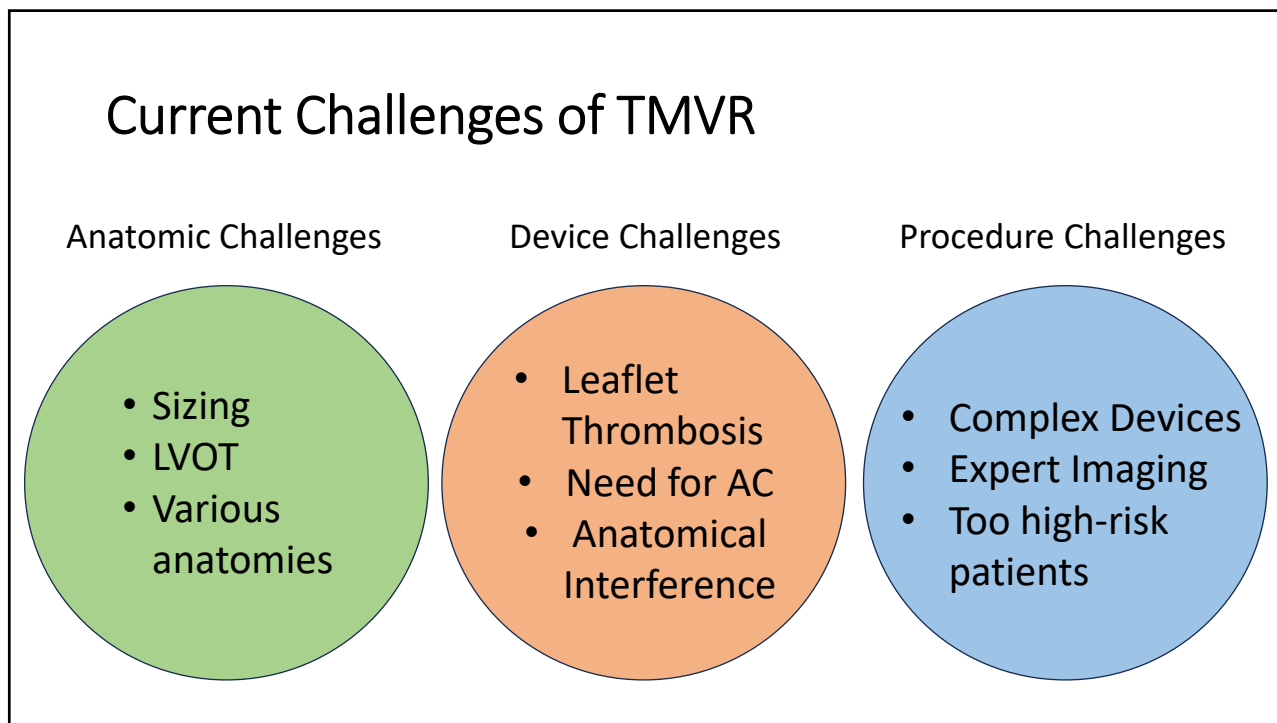 Current Challenges of TMVR
Anatomic Challenges
• Sizing
• LVOT
• Various
anatomies
Device Challenges
• Leaflet
Thrombosis
• Need for AC
• Anatomical
Interference
Procedure Challenges
• Complex Devices
• Expert Imaging
• Too high-risk
patients